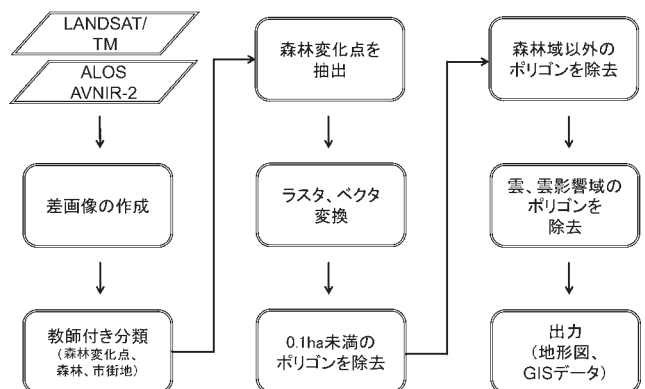 LANDSAT/
TM
ALOS
AVNIR-2
差画像の作成
教師付き分類
(森林変化点、
森林、市街地)
森林変化点を
抽出
ラスタ、ベクタ
変換
0.1ha未満の
ポリゴンを除去
森林域以外の
ポリゴンを除去
雲、雲影響域の
ポリゴンを
除去
出力
(地形図、
GISデータ)